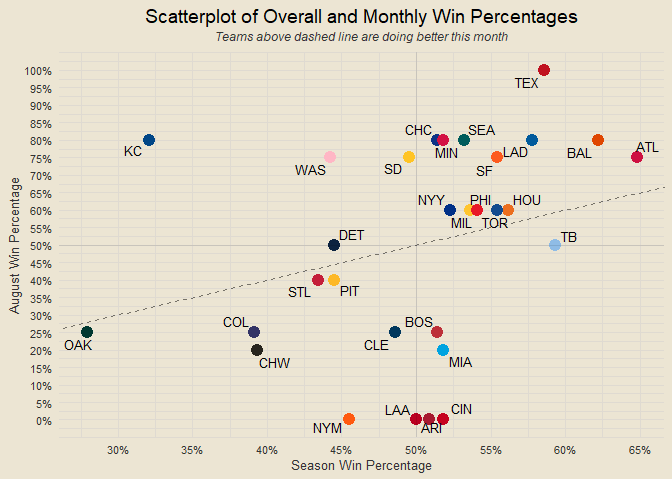 Scatterplot of Overall and Monthly Win Percentages
Teams above dashed line are doing better this month
August Win Percentage
100%
95%
90%
85%
80%
75%
70%
65%
60%
55%
50%
45%
40%
35%
30%
25%
20%
15%
10%
5%
0%
TEX
CHC
SEA
KC
MIN
LAD
BAL
ATL
WAS
SD
SF
NYY
PHI
HOU
MIL
TOR
DET
TB
STL
PIT
COL
BOS
OAK
CLE
CHW
MIA
LAA
CIN
NYM
ARI
30%
35%
40%
45%
50%
55%
60%
65%
Season Win Percentage